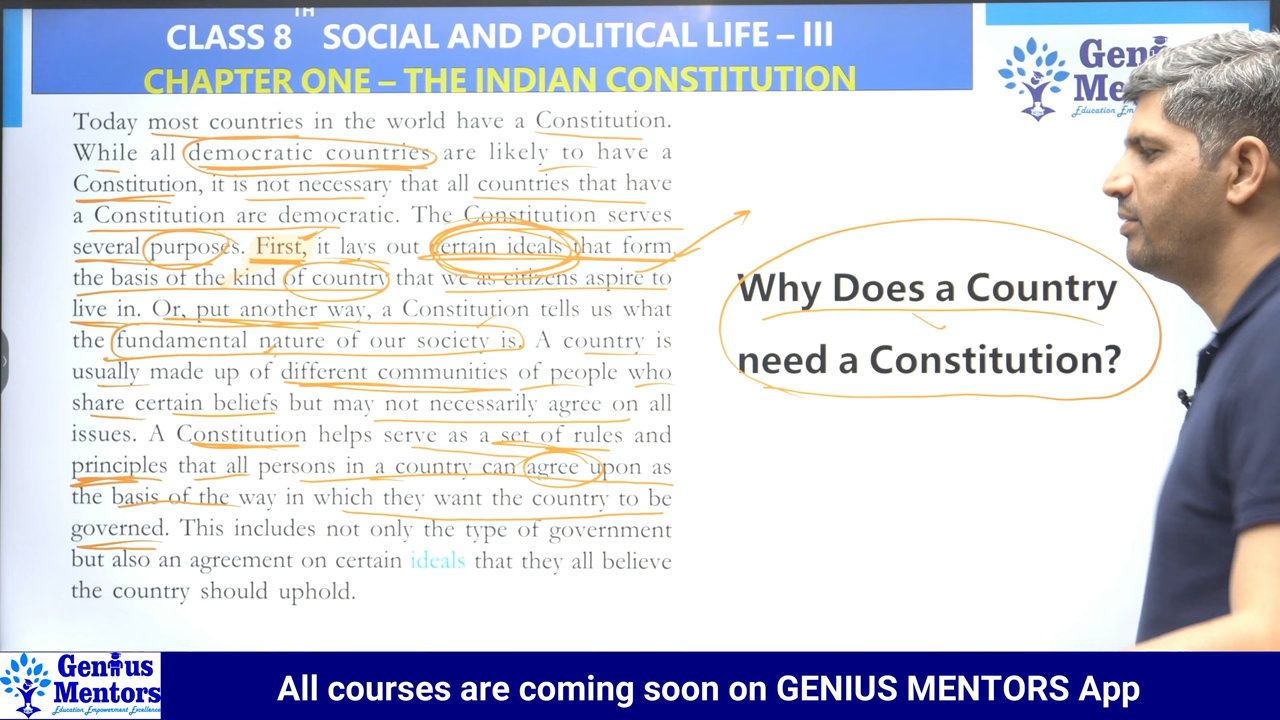 TH
CLASS 8 SOCIAL AND POLITICAL LIFE – III
CHAPTER ONE – THE INDIAN CONSTITUTION
Genius
Me
Education Emp
Today most countries in the world have a Constitution.
While all democratic countries are likely to have a
Constitution, it is not necessary that all countries that have
a Constitution are democratic. The Constitution serves
several purposes. First, it lays out certain ideals that form
the basis of the kind of country that we as citizens aspire to
live in. Or, put another way, a Constitution tells us what
the fundamental nature of our society is. A country is
usually made up of different communities of people who
share certain beliefs but may not necessarily agree on all
issues. A Constitution helps serve as a set of rules and
principles that all persons in a country can agree upon as
the basis of the way in which they want the country to be
governed. This includes not only the type of government
but also an agreement on certain ideals that they all believe
the country should uphold.
Why Does a Country
need a Constitution?
Genius
Mentors
Education Empowerment Excellence
All courses are coming soon on GENIUS MENTORS App